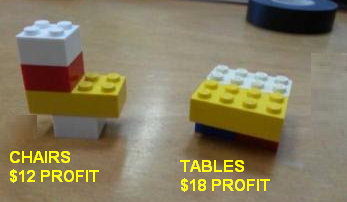 CHAIRS
$12 PROFIT
TABLES
$18 PROFIT